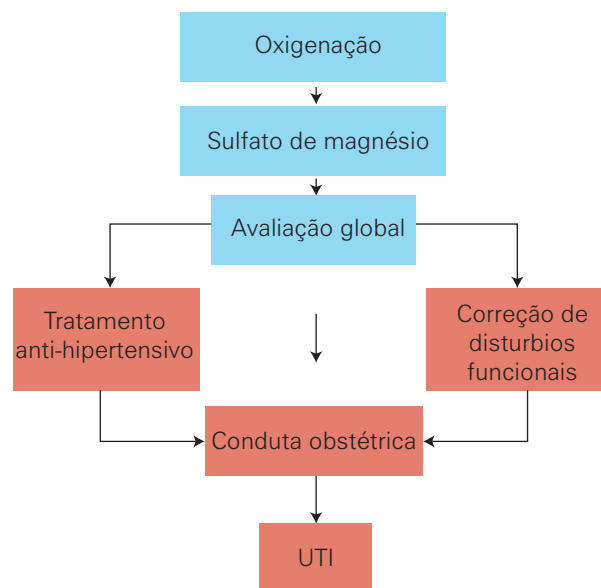 Oxigenação
Sulfato de magnésio
Avaliação global
Tratamento
anti-hipertensivo
Correção de
disturbios
funcionais
Conduta obstétrica
UTI